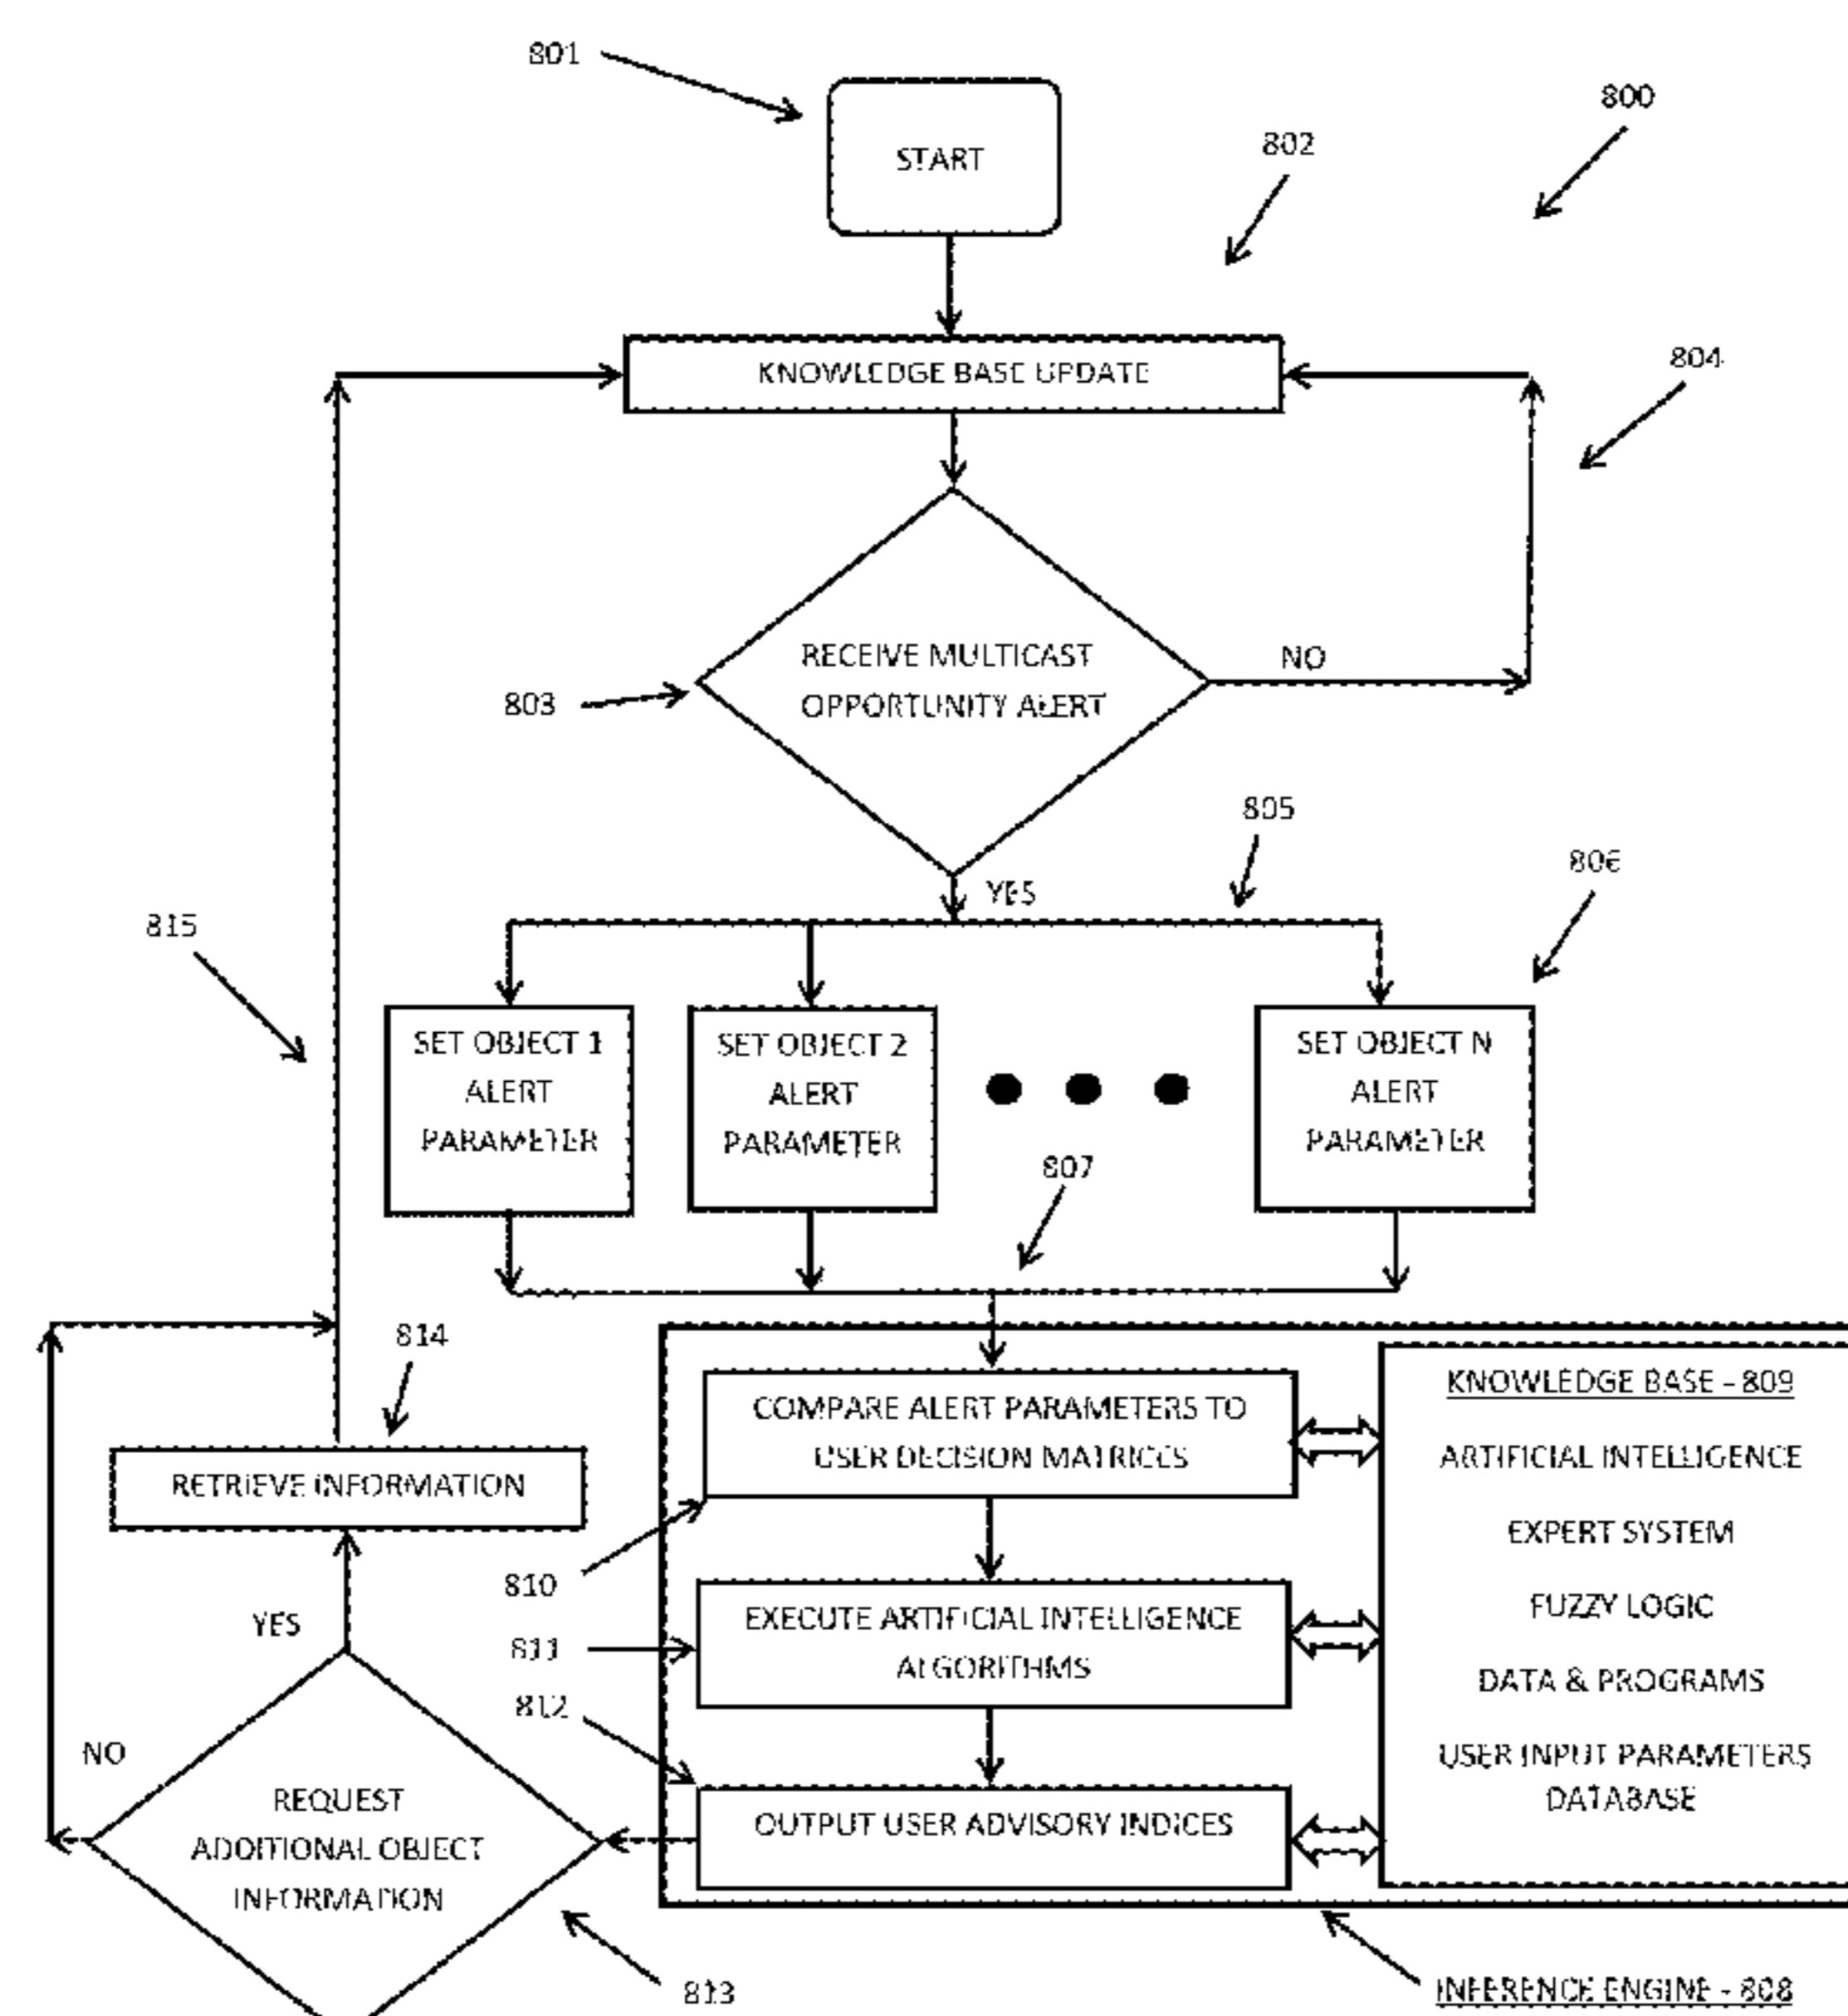 801
800
START
802
KNOWLEDGE BASE UPDATE
804
RECEIVE MULTICAST
OPPORTUNITY ALERT
NO
803
YES
805
806
815
SET OBJECT 1
ALERT
PARAMETER
SET OBJECT 2
ALERT
PARAMETER
SET OBJECT N
ALERT
PARAMETER
807
814
RETRIEVE INFORMATION
COMPARE ALERT PARAMETERS TO
USER DECISION MATRICES
810
EXECUTE ARTIFICIAL INTELLIGENCE
ALGORITHMS
811
812
OUTPUT USER ADVISORY INDICES
KNOWLEDGE BASE - 809
ARTIFICIAL INTELLIGENCE
EXPERT SYSTEM
FUZZY LOGIC
DATA & PROGRAMS
USER INPUT PARAMETERS
DATABASE
YES
NO
REQUEST
ADDITIONAL OBJECT
INFORMATION
813
INFERENCE ENGINE - 808